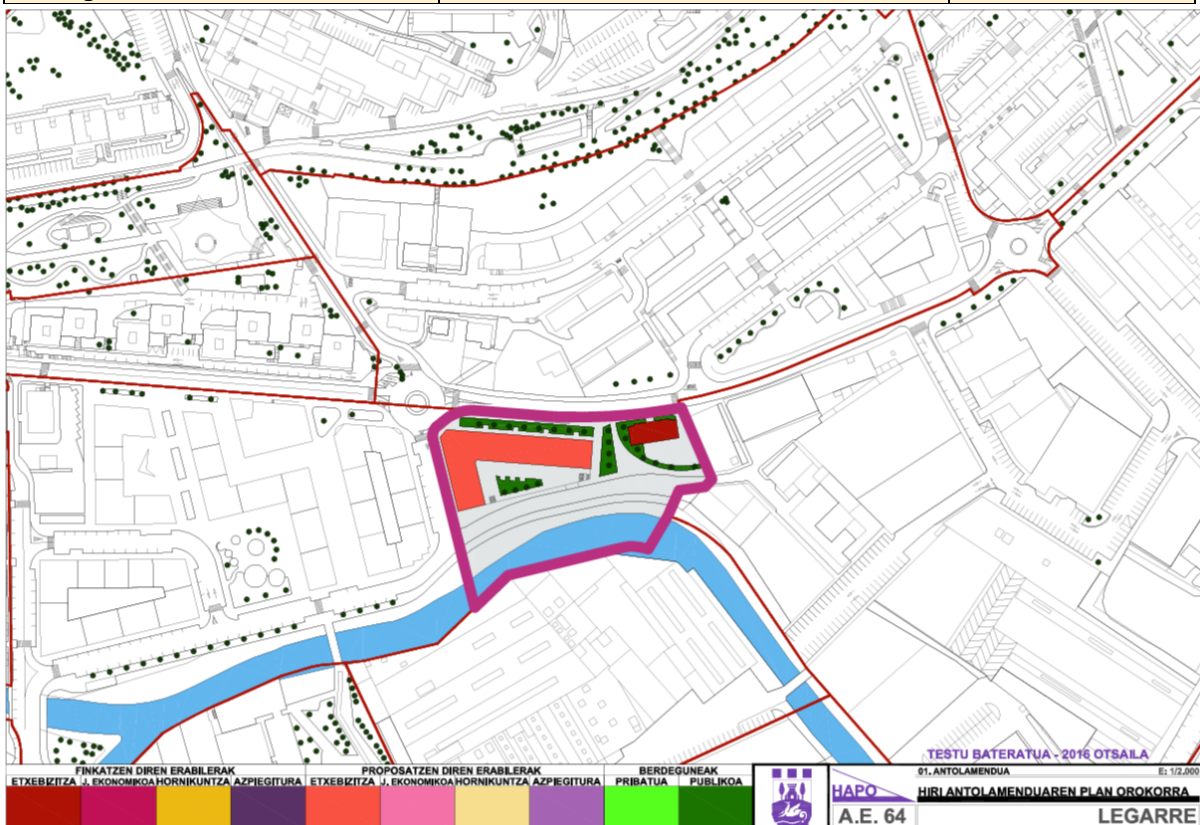 TESTU BATERATUA - 2016 OTSAILA
FINKATZEN DIREN ERABILERAK PROPOSATZEN DIREN ERABILERAK BERDEGUNEAK
ETXEBIZITZA J. EKONOMIKOA HORNIKUNTZA AZPIEGITURA ETXEBIZITZA J. EKONOMIKOA HORNIKUNTZA AZPIEGITURA PRIBATUA PUBLIKOA
01. ANTOLAMENDUA E: 1/2.000
HAPO HIRI ANTOLAMENDUAREN PLAN OROKORRA
A.E. 64 LEGARRE